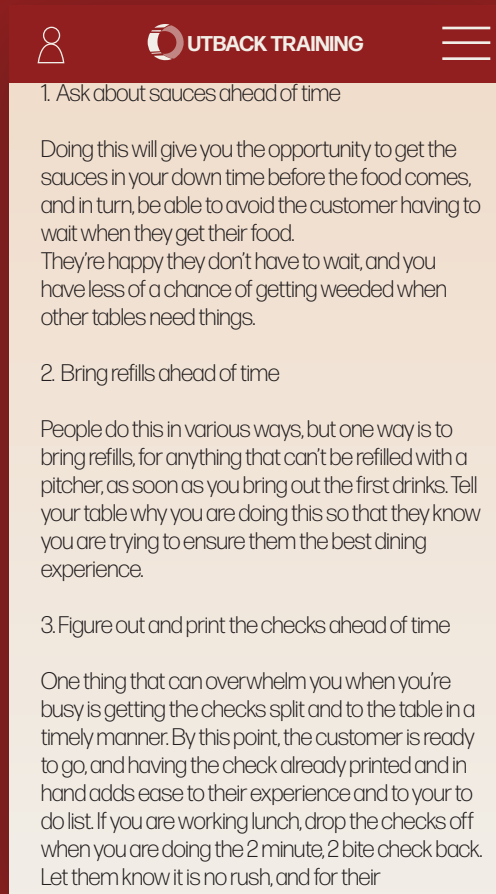 OUTBACK TRAINING
1. Ask about sauces ahead of time
Doing this will give you the opportunity to get the
sauces in your down time before the food comes,
and in turn, be able to avoid the customer having to
wait when they get their food.
They're happy they don't have to wait, and you
have less of a chance of getting weeded when
other tables need things.
2. Bring refills ahead of time
People do this in various ways, but one way is to
bring refills, for anything that can't be refilled with a
pitcher, as soon as you bring out the first drinks. Tell
your table why you are doing this so that they know
you are trying to ensure them the best dining
experience.
3. Figure out and print the checks ahead of time
One thing that can overwhelm you when you're
busy is getting the checks split and to the table in a
timely manner. By this point, the customer is ready
to go, and having the check already printed and in
hand adds ease to their experience and to your to
do list. If you are working lunch, drop the checks off
when you are doing the 2 minute, 2 bite check back.
Let them know it is no rush, and for their